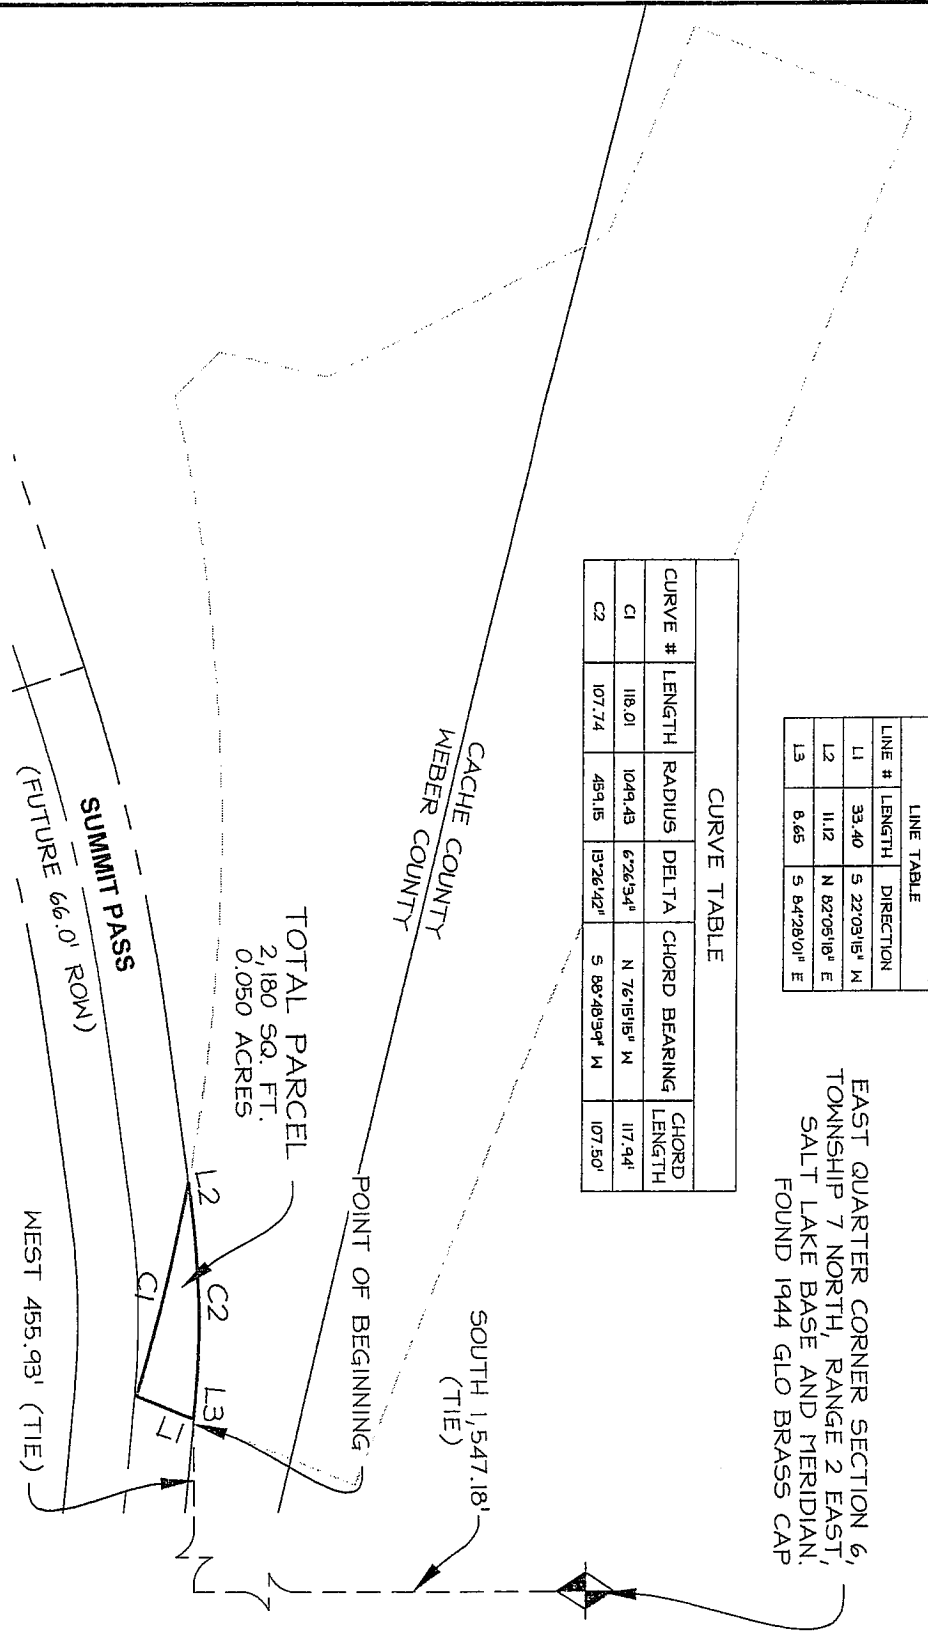 LINE TABLE
LINE # LENGTH DIRECTION
L1 33.40 S 22°03'15" W
L2 11.12 N 82°05'18" E
L3 8.65 S 84°28'01" E
EAST QUARTER CORNER SECTION 6,
TOWNSHIP 7 NORTH, RANGE 2 EAST,
SALT LAKE BASE AND MERIDIAN.
FOUND 1944 GLO BRASS CAP
CURVE TABLE
CURVE # LENGTH RADIUS DELTA CHORD BEARING CHORD LENGTH
C1 118.01 1049.43 6°26'34" N 76°15'15" W 117.94'
C2 107.74 459.15 13°26'42" S 88°48'39" W 107.50'
CACHE COUNTY
WEBER COUNTY
SOUTH 1,547.18'
(TIE)
POINT OF BEGINNING
TOTAL PARCEL
2,180 SQ. FT.
0.050 ACRES
L2
C2
L3
C1
L1
SUMMIT PASS
(FUTURE 66.0' ROW)
WEST 455.93' (TIE)